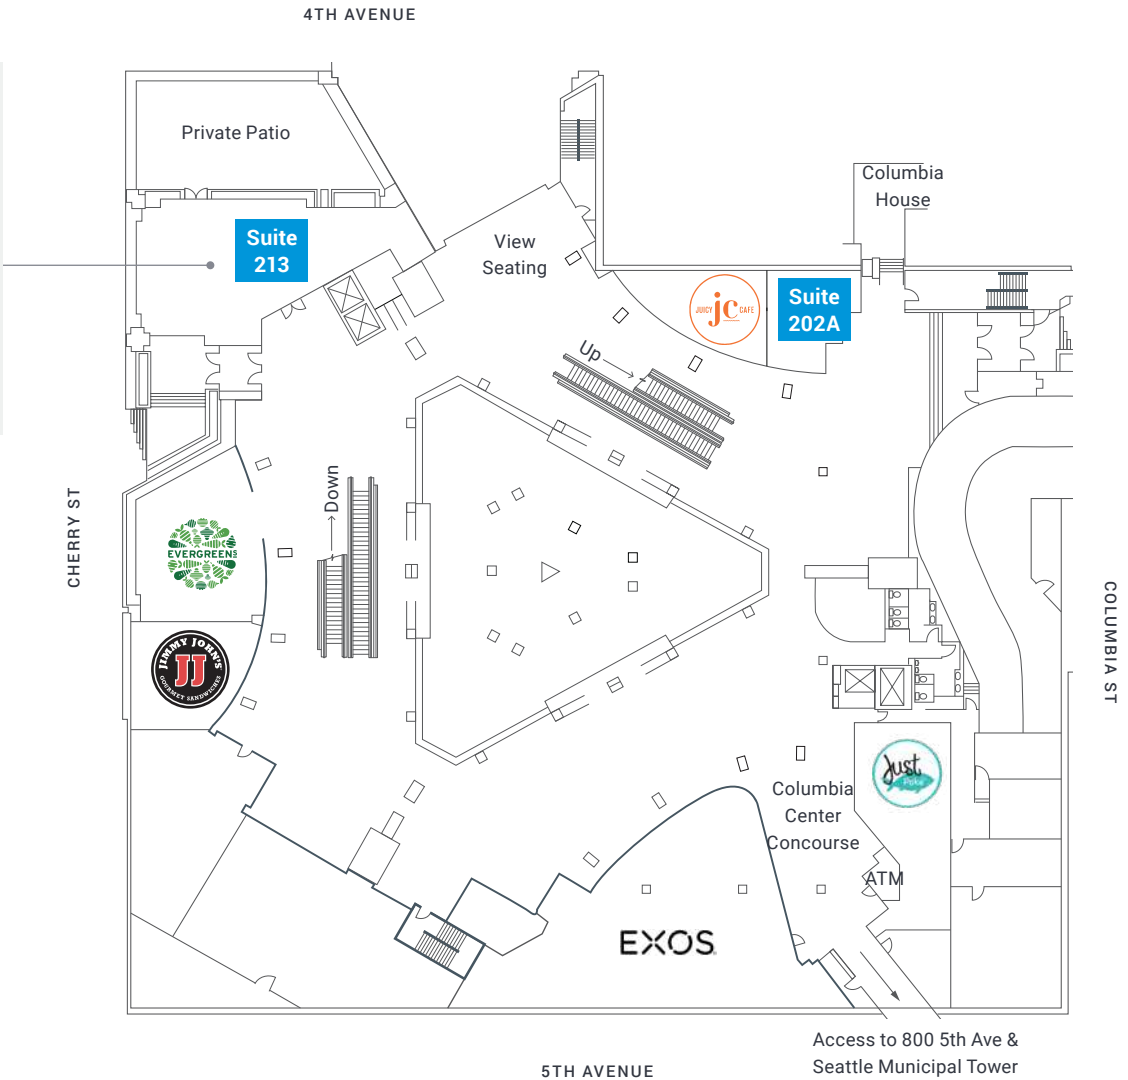 4TH AVENUE
Private Patio
Columbia
House
Suite
213
View
Seating
JUICY jc CAFE
Suite
202A
Up
Down
CHERRY ST
EVERGREENS
COLUMBIA ST
JIMMY JOHN'S
JJ
GOURMET SANDWICHES
Just
Columbia
Center
Concourse
ATM
EXOS
Access to 800 5th Ave &
Seattle Municipal Tower
5TH AVENUE